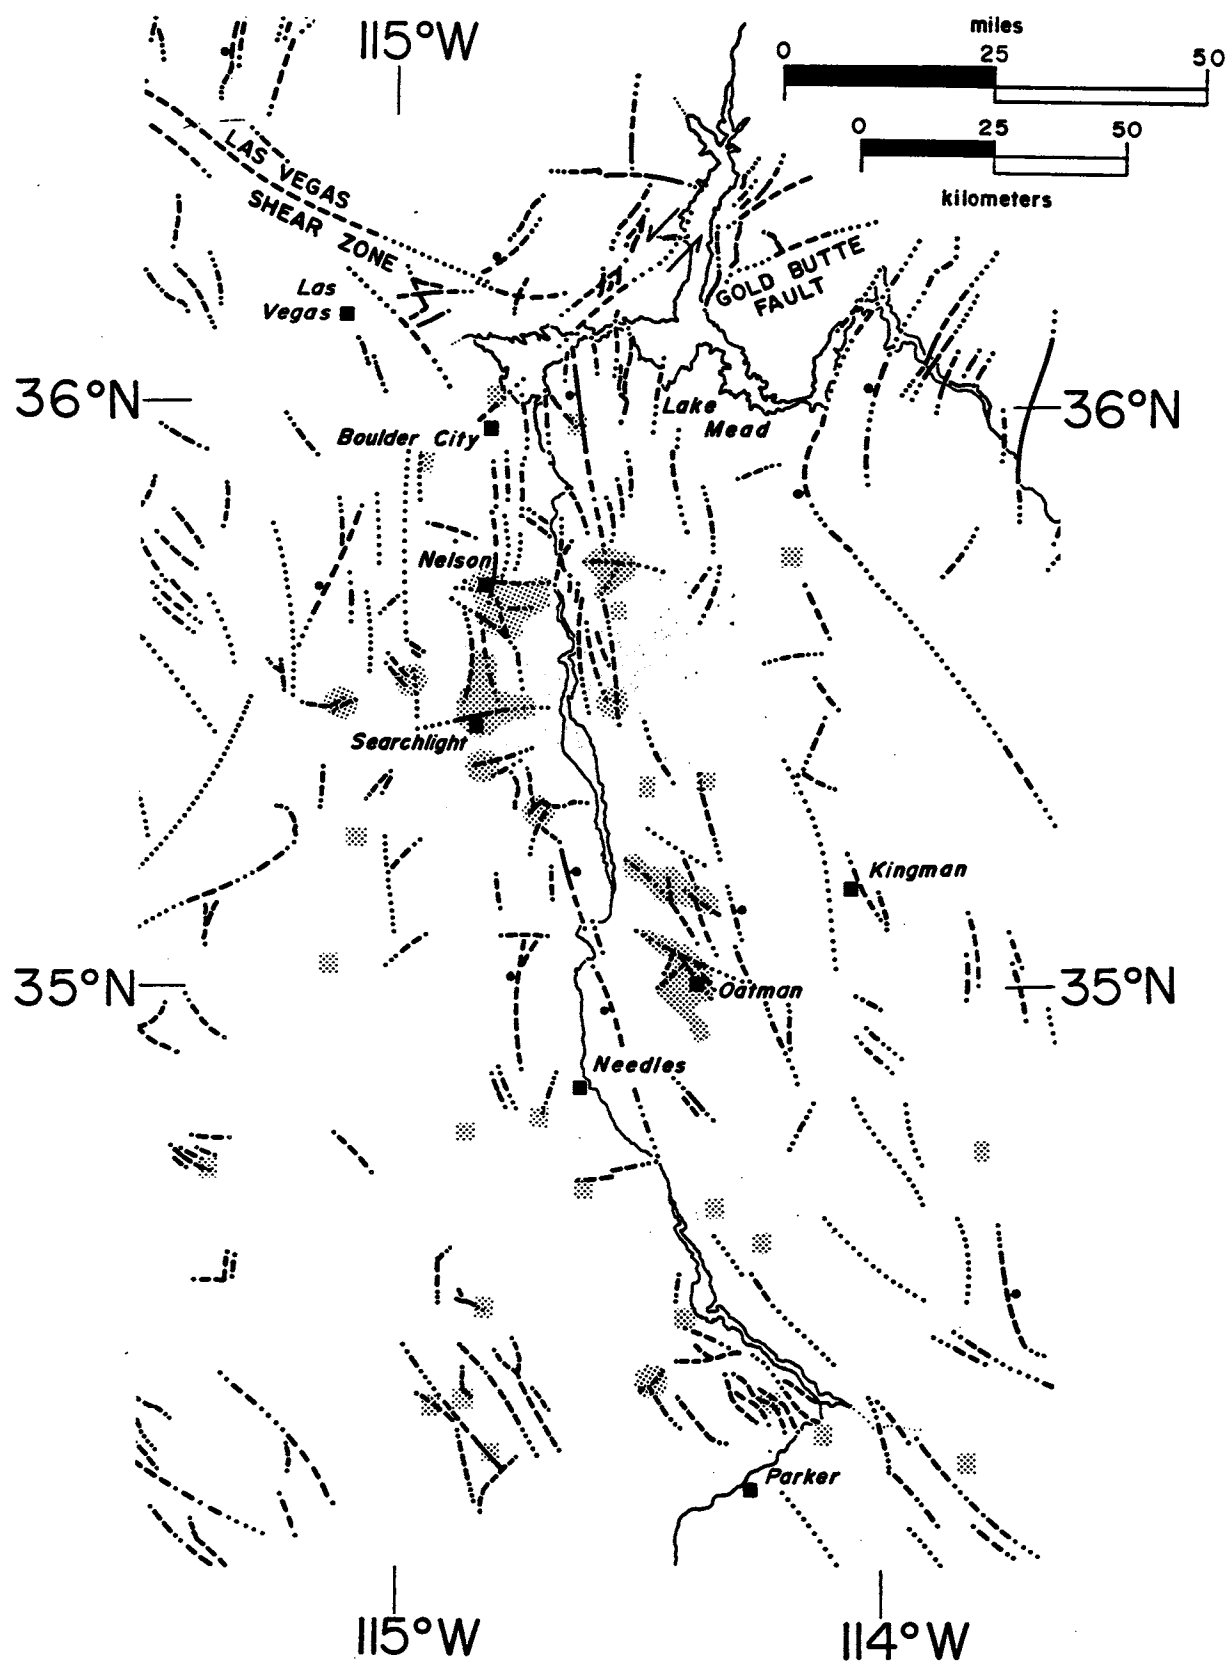 115°W
miles
0 25 50
0 25 50
kilometers
LAS VEGAS
SHEAR ZONE
GOLD BUTTE
FAULT
Las
Vegas
36°N
36°N
Lake
Mead
Boulder City
Nelson
Searchlight
Kingman
35°N
35°N
Oatman
Needles
Parker
115°W
114°W